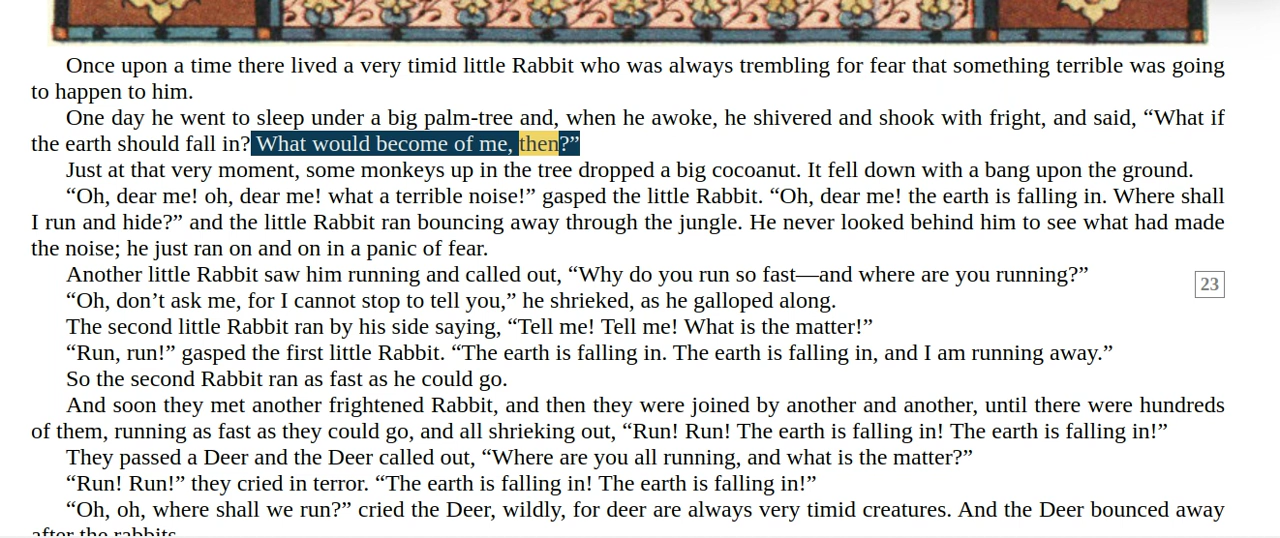 Once upon a time there lived a very timid little Rabbit who was always trembling for fear that something terrible was going
to happen to him.
One day he went to sleep under a big palm-tree and, when he awoke, he shivered and shook with fright, and said, “What if
the earth should fall in? What would become of me, then?”
Just at that very moment, some monkeys up in the tree dropped a big cocoanut. It fell down with a bang upon the ground.
“Oh, dear me! oh, dear me! what a terrible noise!” gasped the little Rabbit. “Oh, dear me! the earth is falling in. Where shall
I run and hide?” and the little Rabbit ran bouncing away through the jungle. He never looked behind him to see what had made
the noise; he just ran on and on in a panic of fear.
Another little Rabbit saw him running and called out, “Why do you run so fast—and where are you running?”
23
“Oh, don’t ask me, for I cannot stop to tell you,” he shrieked, as he galloped along.
The second little Rabbit ran by his side saying, “Tell me! Tell me! What is the matter!”
“Run, run!” gasped the first little Rabbit. “The earth is falling in. The earth is falling in, and I am running away.”
So the second Rabbit ran as fast as he could go.
And soon they met another frightened Rabbit, and then they were joined by another and another, until there were hundreds
of them, running as fast as they could go, and all shrieking out, “Run! Run! The earth is falling in! The earth is falling in!”
They passed a Deer and the Deer called out, “Where are you all running, and what is the matter?”
“Run! Run!” they cried in terror. “The earth is falling in! The earth is falling in!”
“Oh, oh, where shall we run?” cried the Deer, wildly, for deer are always very timid creatures. And the Deer bounced away
after the rabbits.